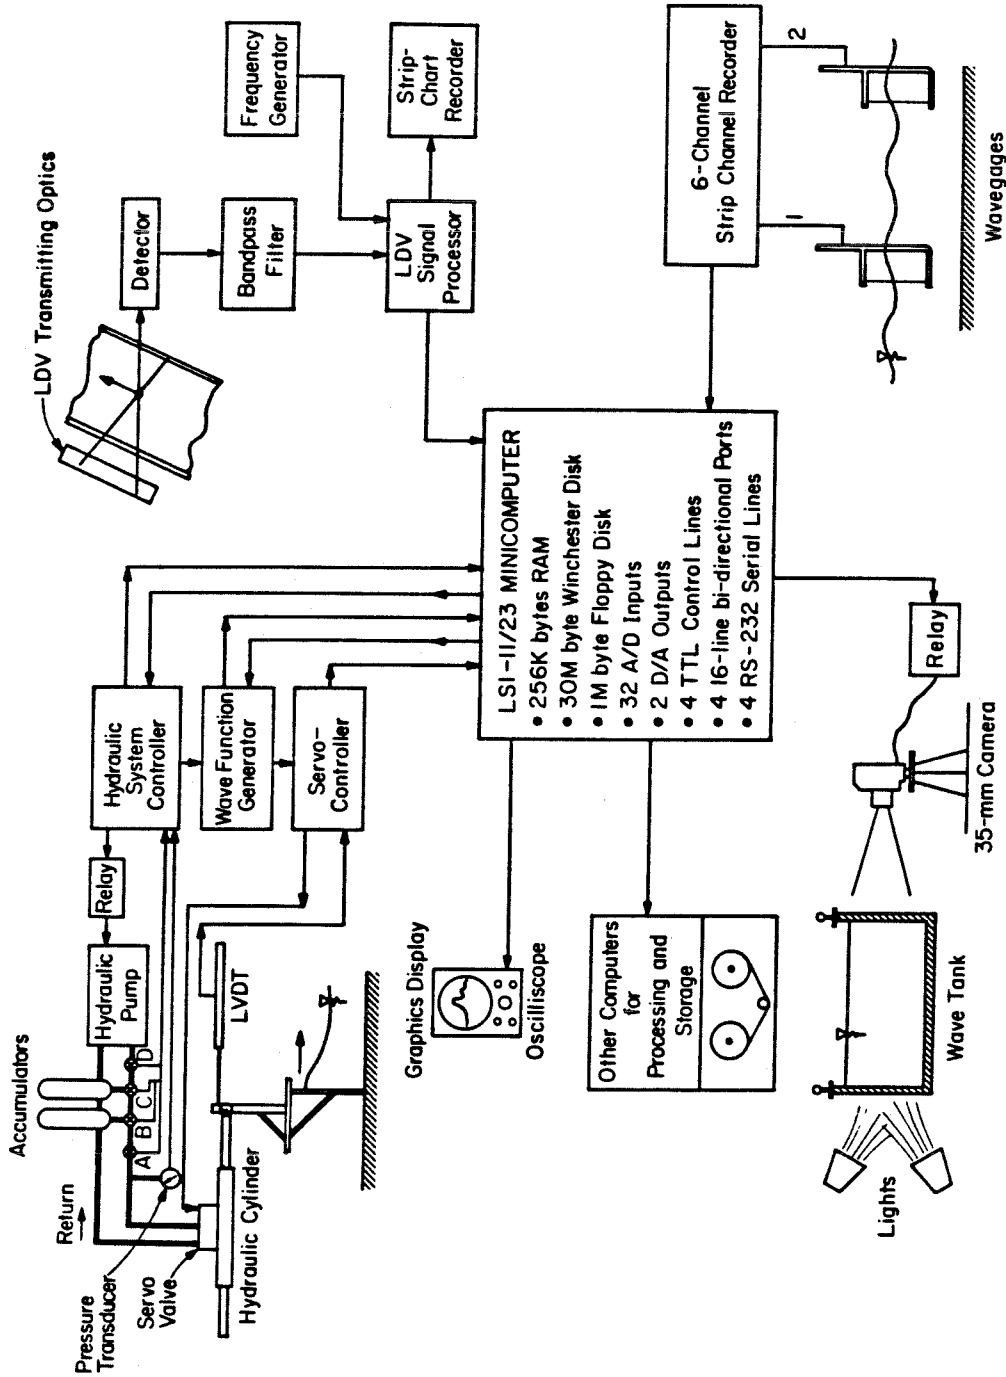 Accumulators
Return
Pressure
Transducer
Servo
Valve
A
B
C
D
Hydraulic
Pump
Relay
Hydraulic
System
Controller
Wave Function
Generator
Servo-
Controller
LVDT
Hydraulic Cylinder
LDV Transmitting Optics
Detector
Bandpass
Filter
Frequency
Generator
LDV
Signal
Processor
Strip-
Chart
Recorder
Graphics Display
Oscilliscope
Other Computers
for
Processing and
Storage
LSI-11/23 MINICOMPUTER
• 256K bytes RAM
• 30M byte Winchester Disk
• 1M byte Floppy Disk
• 32 A/D Inputs
• 2 D/A Outputs
• 4 TTL Control Lines
• 4 16-line bi-directional Ports
• 4 RS-232 Serial Lines
6-Channel
Strip Channel Recorder
1
2
Wavegages
Lights
Wave Tank
35-mm Camera
Relay